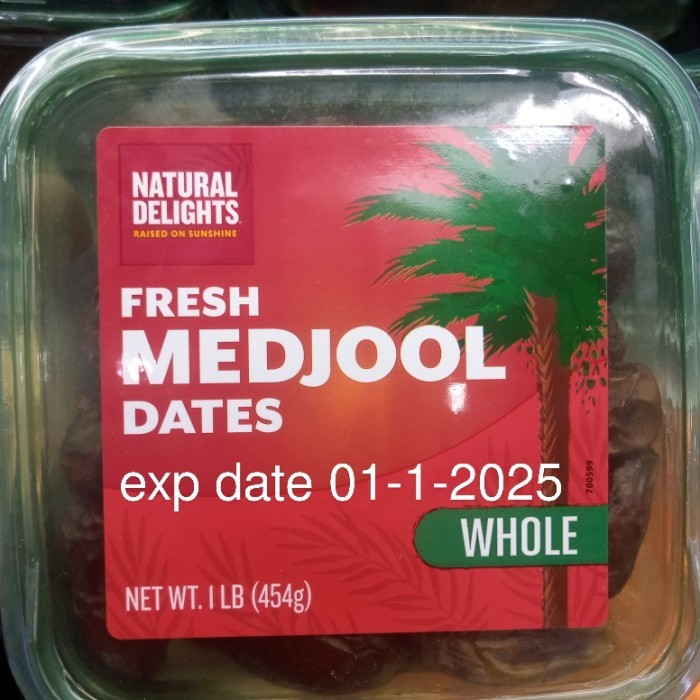 NATURAL
DELIGHTS
RAISED ON SUNSHINE
FRESH
MEDJOOL
DATES
exp date 01-1-2025
700599
WHOLE
NET WT. 1 LB (454g)